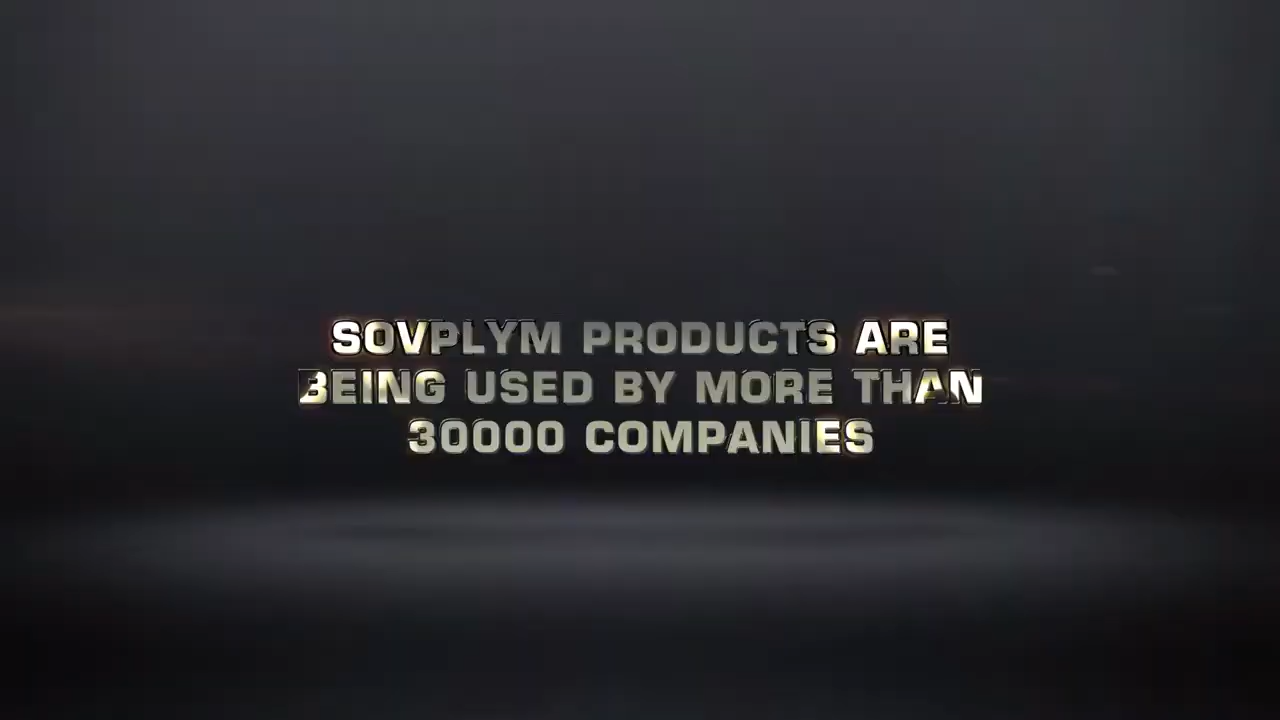 SOVPLYM PRODUCTS ARE
BEING USED BY MORE THAN
30000 COMPANIES